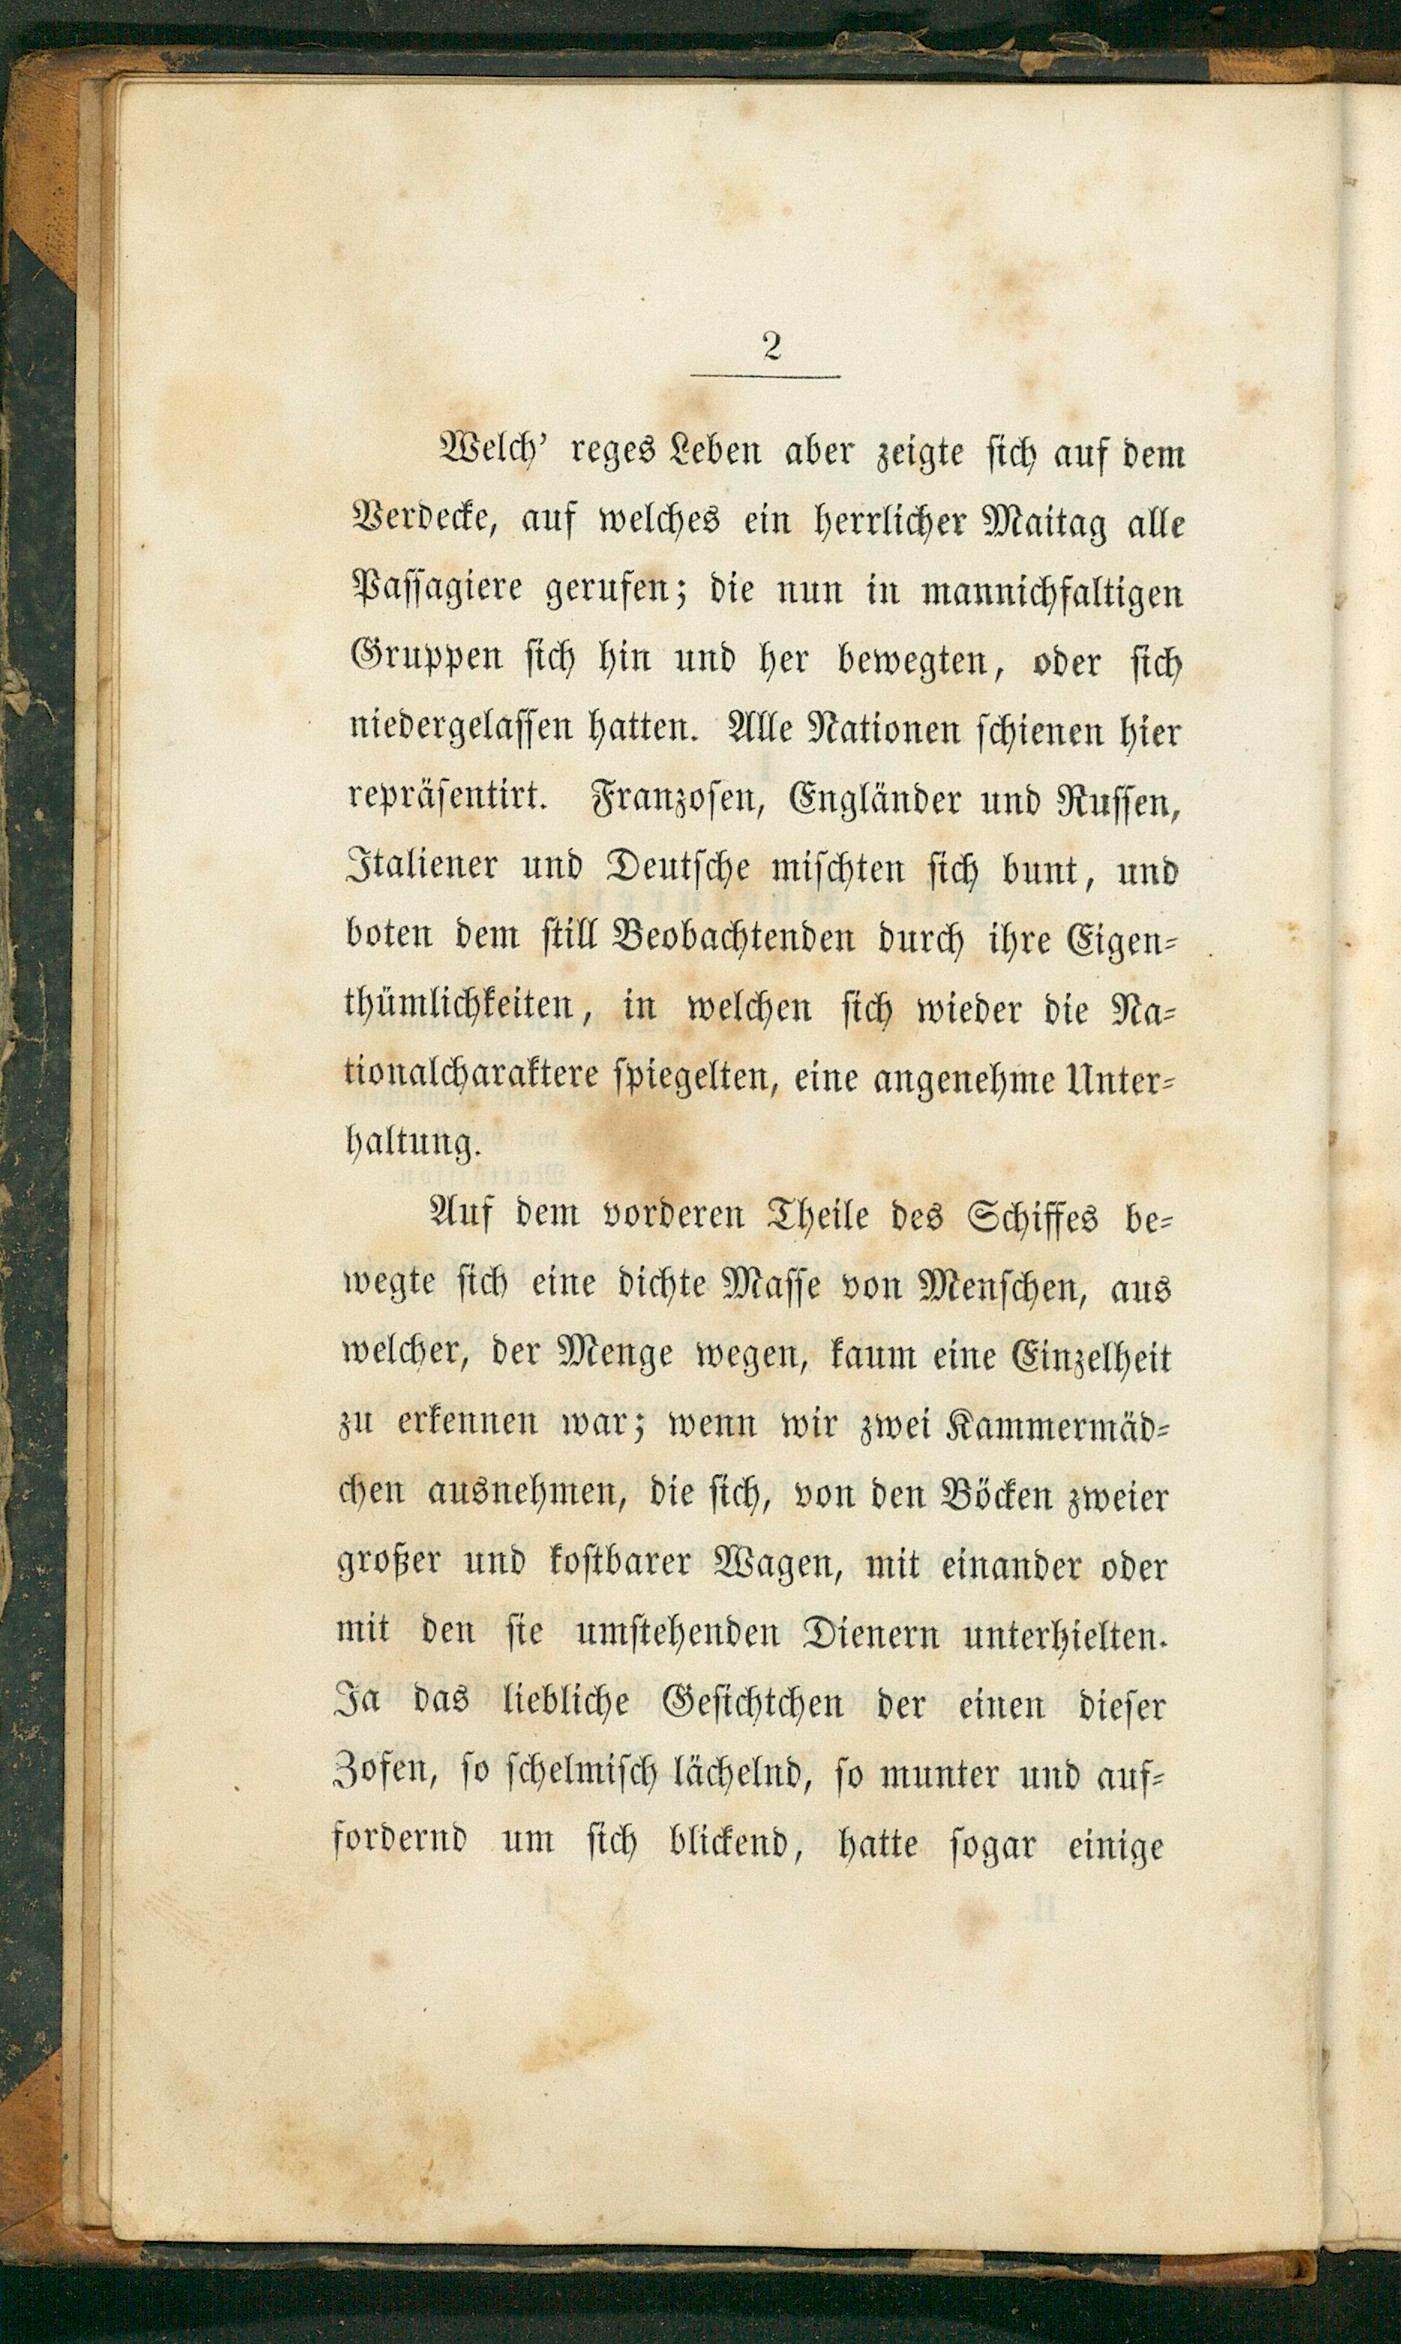 2
Welch' reges Leben aber zeigte sich auf dem
Verdecke, auf welches ein herrlicher Maitag alle
Passagiere gerufen; die nun in mannichfaltigen
Gruppen sich hin und her bewegten, oder sich
niedergelassen hatten. Alle Nationen schienen hier
repräsentirt. Franzosen, Engländer und Russen,
Italiener und Deutsche mischten sich bunt, und
boten dem still Beobachtenden durch ihre Eigen-
thümlichkeiten, in welchen sich wieder die Na-
tionalcharaktere spiegelten, eine angenehme Unter-
haltung.
Auf dem vorderen Theile des Schiffes be-
wegte sich eine dichte Masse von Menschen, aus
welcher, der Menge wegen, kaum eine Einzelheit
zu erkennen war; wenn wir zwei Kammermäd-
chen ausnehmen, die sich, von den Böcken zweier
großer und kostbarer Wagen, mit einander oder
mit den sie umstehenden Dienern unterhielten.
Ja das liebliche Gesichtchen der einen dieser
Zofen, so schelmisch lächelnd, so munter und auf-
fordernd um sich blickend, hatte sogar einige